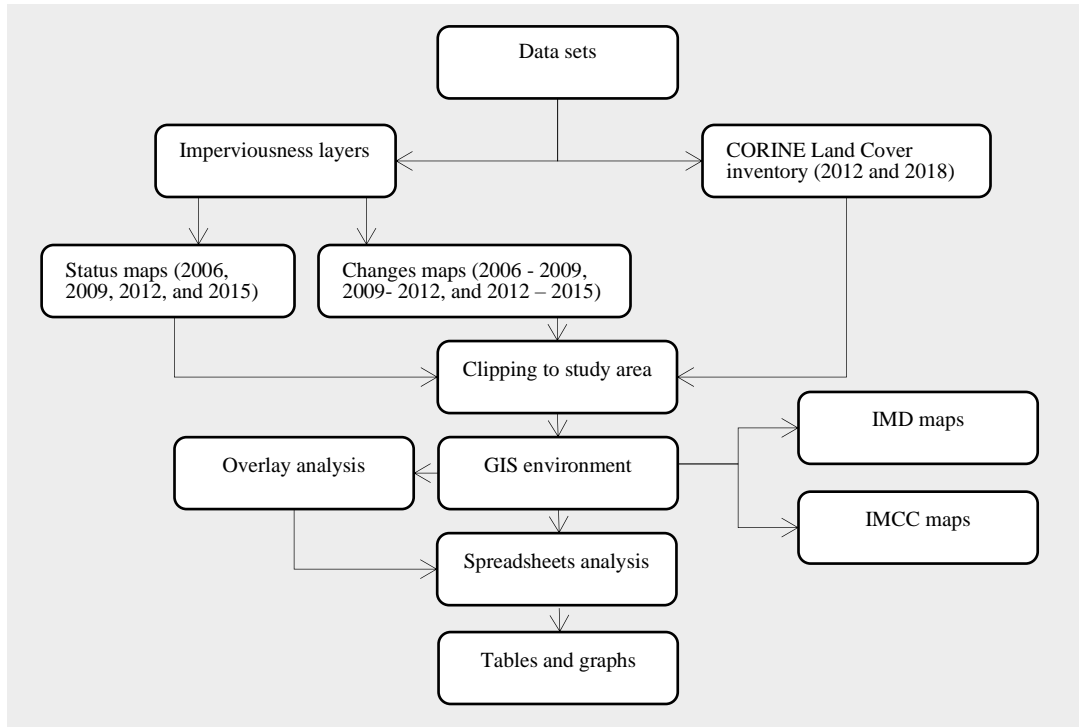 Data sets
Imperviousness layers
CORINE Land Cover
inventory (2012 and 2018)
Status maps (2006,
2009, 2012, and 2015)
Changes maps (2006 - 2009,
2009- 2012, and 2012 – 2015)
Clipping to study area
IMD maps
Overlay analysis
GIS environment
IMCC maps
Spreadsheets analysis
Tables and graphs